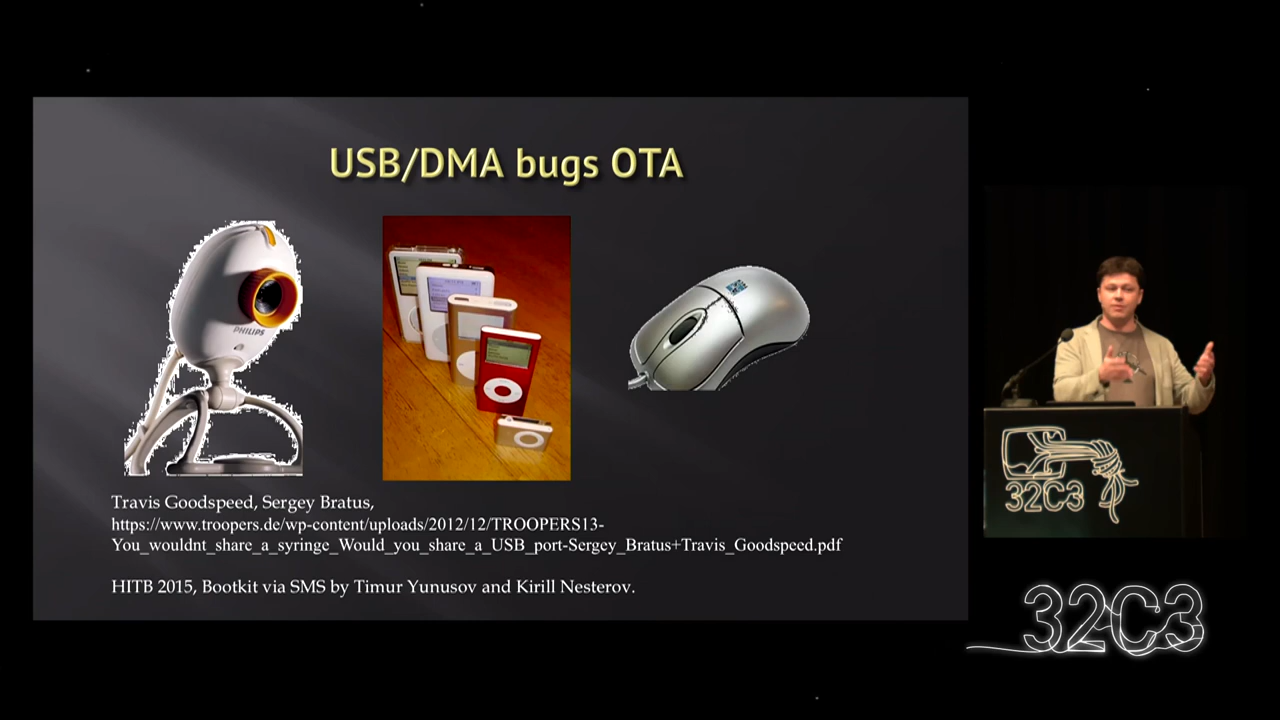 USB/DMA bugs OTA
PHILIPS
Travis Goodspeed, Sergey Bratus,
https://www.troopers.de/wp-content/uploads/2012/12/TROOPERS13-
You_wouldnt_share_a_syringe_Would_you_share_a_USB_port-Sergey_Bratus+Travis_Goodspeed.pdf
HITB 2015, Bootkit via SMS by Timur Yunusov and Kirill Nesterov.
32C3
32C3